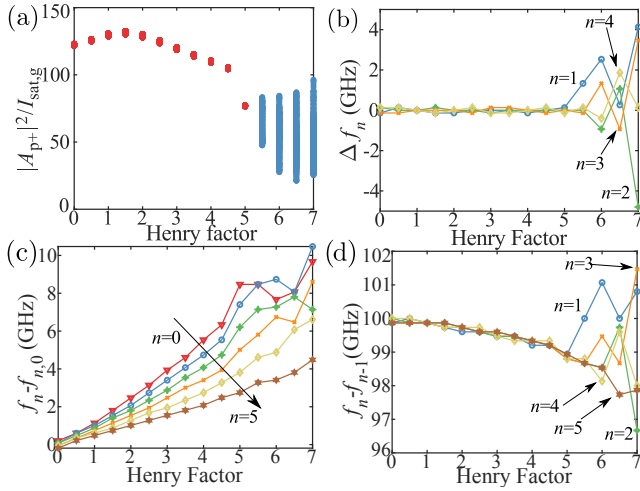 (a)
|A_{p+}|^2/I_{sat,g}
150
100
50
0
0 1 2 3 4 5 6 7
Henry factor
(b)
Δ f_n (GHz)
4
2
0
-2
-4
n=4
n=1
n=3
n=2
0 1 2 3 4 5 6 7
Henry Factor
(c)
f_n-f_{n,0} (GHz)
10
8
6
4
2
0
n=0
n=5
0 1 2 3 4 5 6 7
Henry Factor
(d)
f_n-f_{n-1} (GHz)
102
101
100
99
98
97
96
n=3
n=1
n=4
n=5
n=2
0 1 2 3 4 5 6 7
Henry Factor